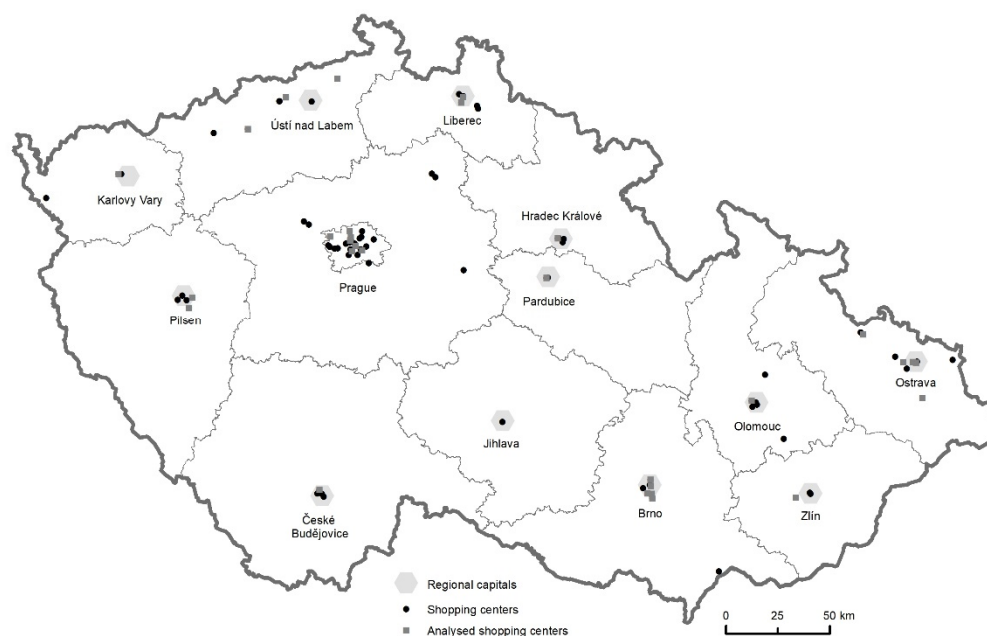 Ústí nad Labem
Liberec
Karlovy Vary
Hradec Králové
Prague
Pardubice
Pilsen
Ostrava
Olomouc
Jihlava
České
Budějovice
Brno
Zlín
Regional capitals
Shopping centers
Analysed shopping centers
0 25 50 km